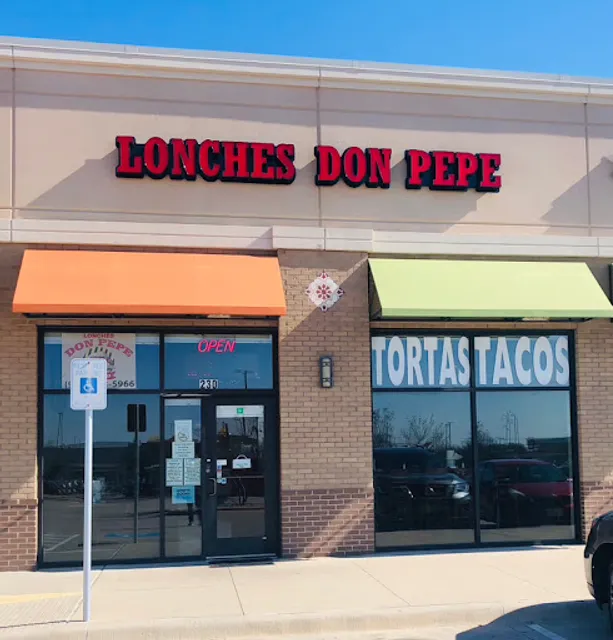 LONCHES DON PEPE
LONCHES
DON PEPE
5966
OPEN
230
TORTAS TACOS